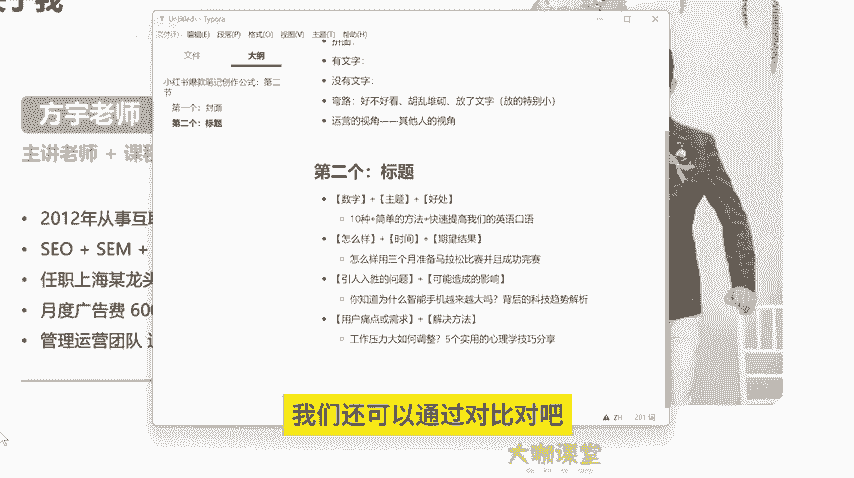 于我
Untitled - Typora
编辑(E) 段落(P) 格式(O) 视图(V) 主题(T) 帮助(H)
文件 大纲
小红书爆款笔记创作公式：第二节
第一个：封面
第二个：标题
拼图：
有文字：
没有文字：
弯路：好不好看、胡乱堆砌、放了文字（放的特别小）
运营的视角——其他人的视角
第二个：标题
【数字】+【主题】+【好处】
10种+简单的方法+快速提高我们的英语口语
【怎么样】+【时间】+【期望结果】
怎么样用三个月准备马拉松比赛并且成功完赛
【引人入胜的问题】+【可能造成的影响】
你知道为什么智能手机越来越大吗？背后的科技趋势解析
【用户痛点或需求】+【解决方法】
工作压力大如何调整？5个实用的心理学技巧分享
ZH 201 词
方宇老师
主讲老师 + 课程
2012年从事互联
SEO + SEM +
任职上海某龙头
月度广告费 600
管理运营团队
我们还可以通过对比对吧
大咖课堂